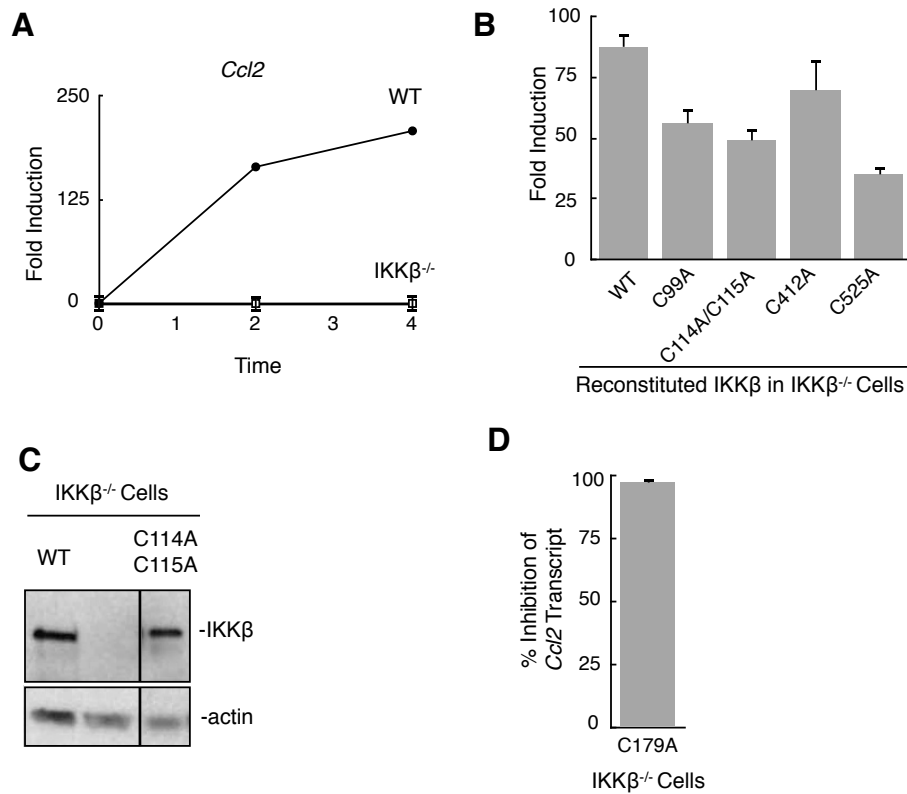 A
Ccl2
WT
IKKβ-/-
Fold Induction
250
125
0
0 1 2 3 4
Time
B
Fold Induction
100
75
50
25
0
WT
C99A
C114A/C115A
C412A
C525A
Reconstituted IKKβ in IKKβ-/- Cells
C
IKKβ-/- Cells
WT
C114A
C115A
-IKKβ
-actin
D
% Inhibition of
Ccl2 Transcript
100
75
50
25
0
C179A
IKKβ-/- Cells